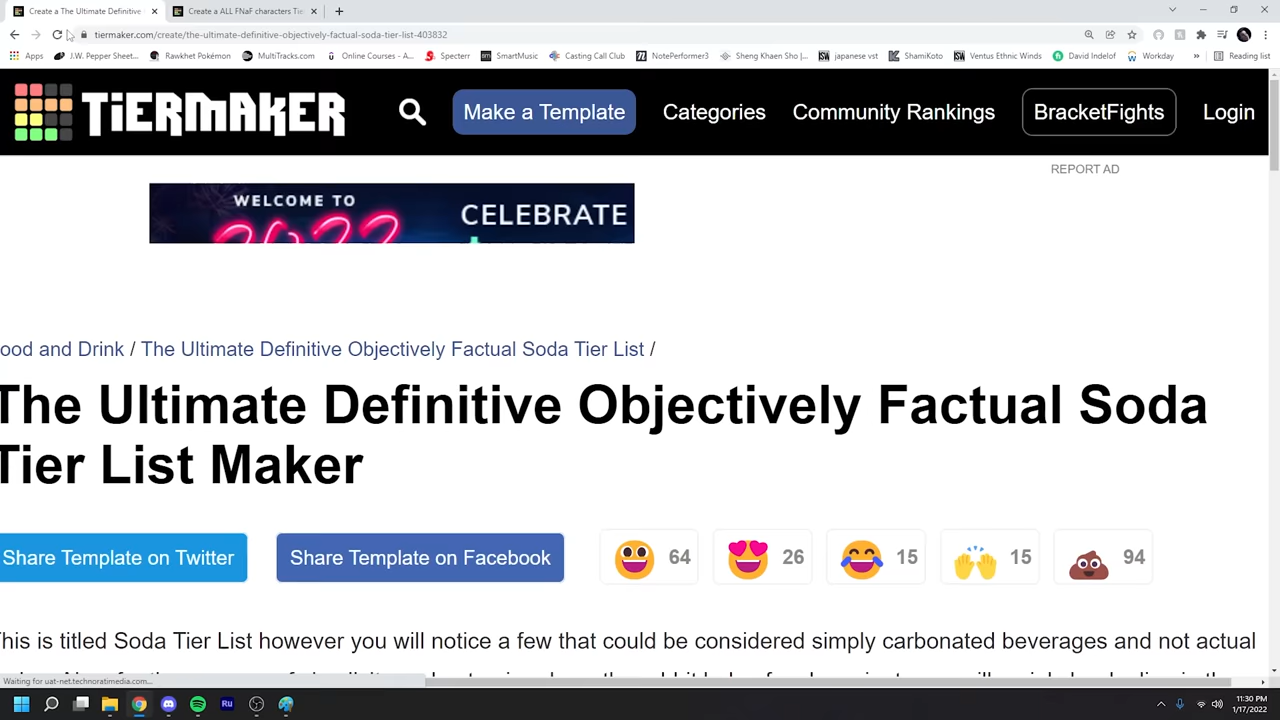 Create a The Ultimate Definitive
Create a ALL FNaF characters Tie
tiermaker.com/create/the-ultimate-definitive-objectively-factual-soda-tier-list-403832
Apps J.W. Pepper Sheet... Rawkhet Production MultiTracks.com Online Courses – A... Specterr SmartMusic Casting Call Club NotePerformer3 Sheng Khaen Sho |... japanese vst ShamiKoto Ventus Ethnic Winds David Indelof Workday » Reading list
TiERMAKER
Make a Template Categories Community Rankings BracketFights Login
REPORT AD
WELCOME TO
2022
CELEBRATE
ood and Drink / The Ultimate Definitive Objectively Factual Soda Tier List /
The Ultimate Definitive Objectively Factual Soda
Tier List Maker
Share Template on Twitter Share Template on Facebook 64 26 15 15 94
This is titled Soda Tier List however you will notice a few that could be considered simply carbonated beverages and not actual
Waiting for uat-net.technoratimedia.com...
Ru
11:30 PM
1/17/2022